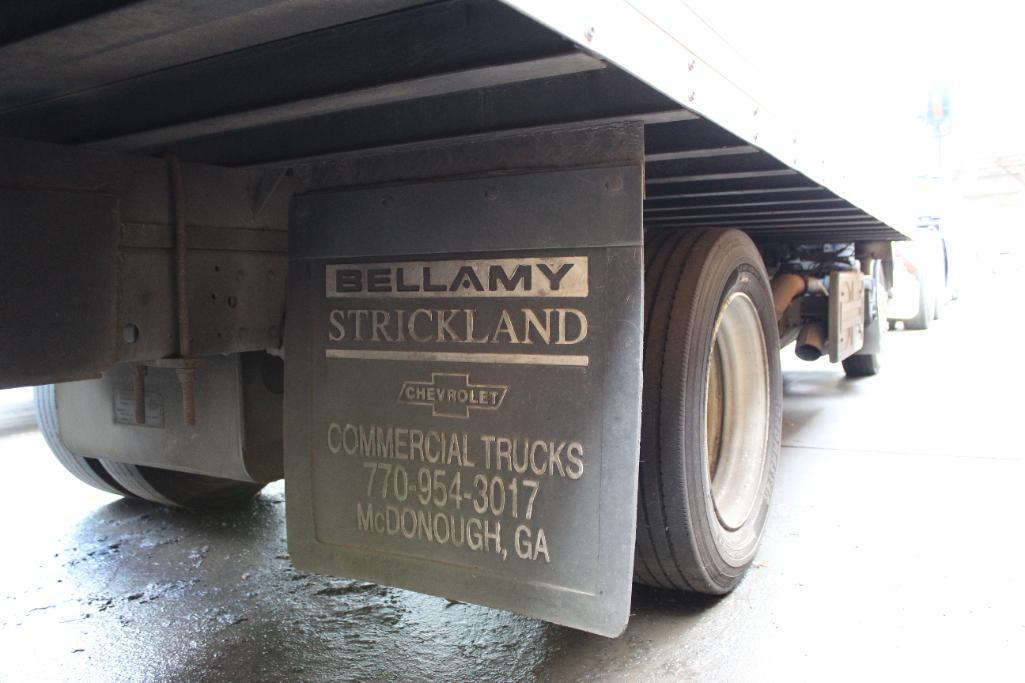 BELLAMY
STRICKLAND
CHEVROLET
COMMERCIAL TRUCKS
770-954-3017
McDONOUGH, GA